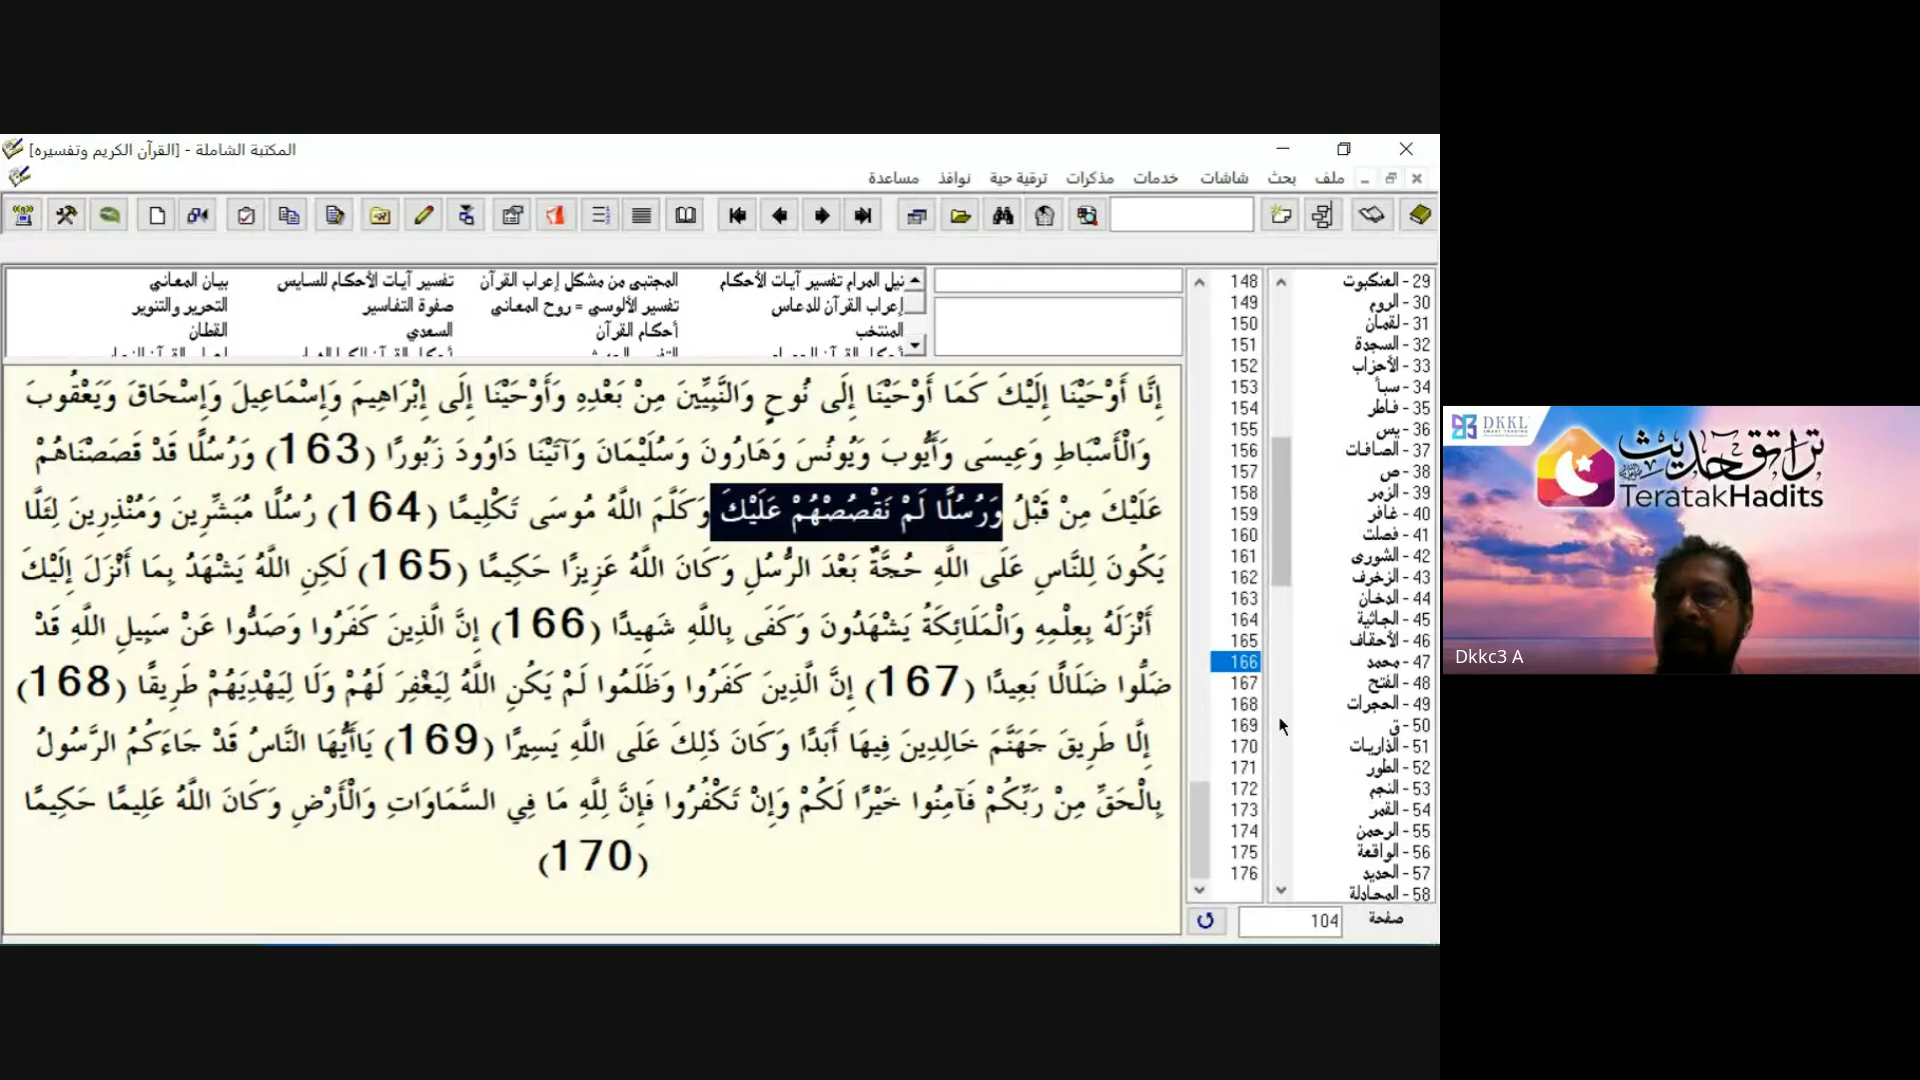 المكتبة الشاملة - [القرآن الكريم وتفسيره]
ملف بحث شاشات خدمات مذكرات ترقية حية نوافذ مساعدة
نيل المرام تفسير آيات الأحكام المجتبى من مشكل إعراب القرآن تفسير آيات الأحكام للسايس بيان المعاني
إعراب القرآن للدعاس تفسير الألوسي = روح المعاني صفوة التفاسير التحرير والتنوير
المنتخب أحكام القرآن السعدي القطان
إِنَّا أَوْحَيْنَا إِلَيْكَ كَمَا أَوْحَيْنَا إِلَى نُوحٍ وَالنَّبِيِّينَ مِنْ بَعْدِهِ وَأَوْحَيْنَا إِلَى إِبْرَاهِيمَ وَإِسْمَاعِيلَ وَإِسْحَاقَ وَيَعْقُوبَ
وَالْأَسْبَاطِ وَعِيسَى وَأَيُّوبَ وَيُونُسَ وَهَارُونَ وَسُلَيْمَانَ وَآتَيْنَا دَاوُودَ زَبُورًا (163) وَرُسُلًا قَدْ قَصَصْنَاهُمْ
عَلَيْكَ مِنْ قَبْلُ وَرُسُلًا لَمْ نَقْصُصْهُمْ عَلَيْكَ وَكَلَّمَ اللَّهُ مُوسَى تَكْلِيمًا (164) رُسُلًا مُبَشِّرِينَ وَمُنْذِرِينَ لِئَلَّا
يَكُونَ لِلنَّاسِ عَلَى اللَّهِ حُجَّةٌ بَعْدَ الرُّسُلِ وَكَانَ اللَّهُ عَزِيزًا حَكِيمًا (165) لَكِنِ اللَّهُ يَشْهَدُ بِمَا أَنْزَلَ إِلَيْكَ
أَنْزَلَهُ بِعِلْمِهِ وَالْمَلَائِكَةُ يَشْهَدُونَ وَكَفَى بِاللَّهِ شَهِيدًا (166) إِنَّ الَّذِينَ كَفَرُوا وَصَدُّوا عَنْ سَبِيلِ اللَّهِ قَدْ
ضَلُّوا ضَلَالًا بَعِيدًا (167) إِنَّ الَّذِينَ كَفَرُوا وَظَلَمُوا لَمْ يَكُنِ اللَّهُ لِيَغْفِرَ لَهُمْ وَلَا لِيَهْدِيَهُمْ طَرِيقًا (168)
إِلَّا طَرِيقَ جَهَنَّمَ خَالِدِينَ فِيهَا أَبَدًا وَكَانَ ذَلِكَ عَلَى اللَّهِ يَسِيرًا (169) يَاأَيُّهَا النَّاسُ قَدْ جَاءَكُمُ الرَّسُولُ
بِالْحَقِّ مِنْ رَبِّكُمْ فَآمِنُوا خَيْرًا لَكُمْ وَإِنْ تَكْفُرُوا فَإِنَّ لِلَّهِ مَا فِي السَّمَاوَاتِ وَالْأَرْضِ وَكَانَ اللَّهُ عَلِيمًا حَكِيمًا
(170)
29 - العنكبوت
30 - الروم
31 - لقمان
32 - السجدة
33 - الأحزاب
34 - سبأ
35 - فاطر
36 - يس
37 - الصافات
38 - ص
39 - الزمر
40 - غافر
41 - فصلت
42 - الشورى
43 - الزخرف
44 - الدخان
45 - الجاثية
46 - الأحقاف
47 - محمد
48 - الفتح
49 - الحجرات
50 - ق
51 - الذاريات
52 - الطور
53 - النجم
54 - القمر
55 - الرحمن
56 - الواقعة
57 - الحديد
58 - المجادلة
148
149
150
151
152
153
154
155
156
157
158
159
160
161
162
163
164
165
166
167
168
169
170
171
172
173
174
175
176
صفحة 104
DKKL
تراتق حديث
TeratakHadits
Dkkc3 A